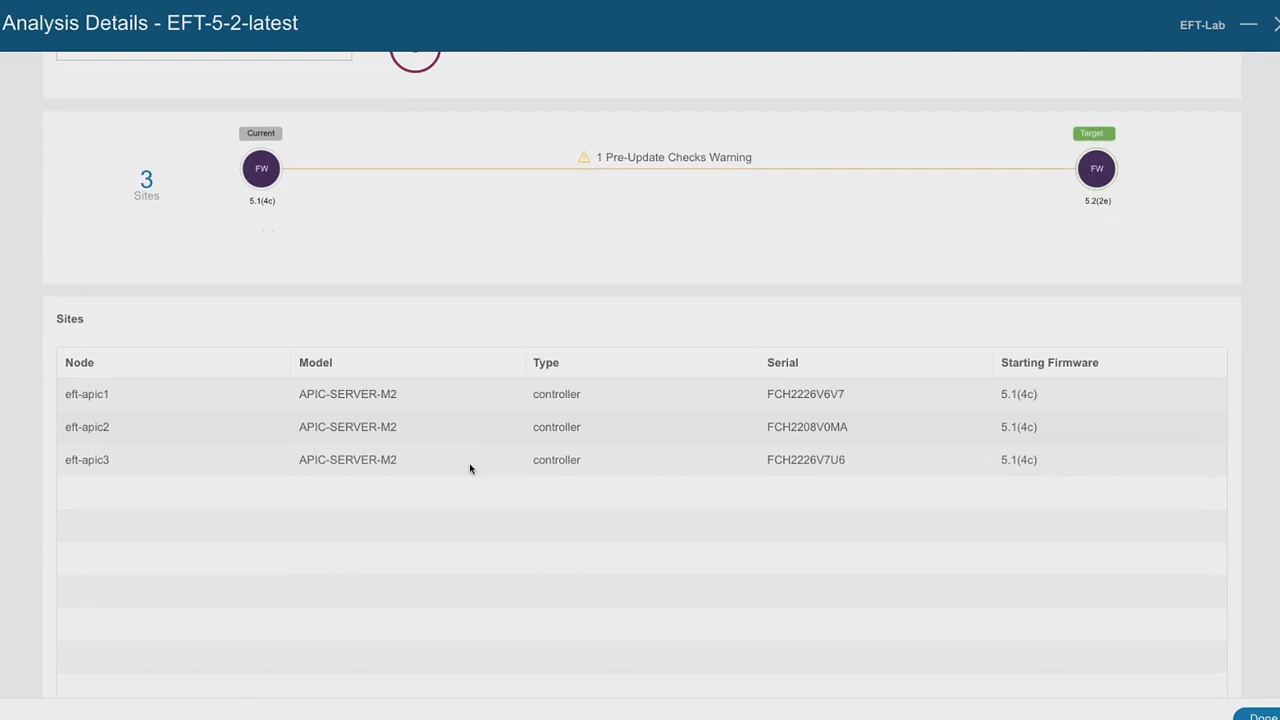 Analysis Details - EFT-5-2-latest
EFT-Lab
Current
Target
1 Pre-Update Checks Warning
FW
FW
3
Sites
5.1(4c)
5.2(2e)
Sites
Node Model Type Serial Starting Firmware
eft-apic1 APIC-SERVER-M2 controller FCH2226V6V7 5.1(4c)
eft-apic2 APIC-SERVER-M2 controller FCH2208V0MA 5.1(4c)
eft-apic3 APIC-SERVER-M2 controller FCH2226V7U6 5.1(4c)
Done